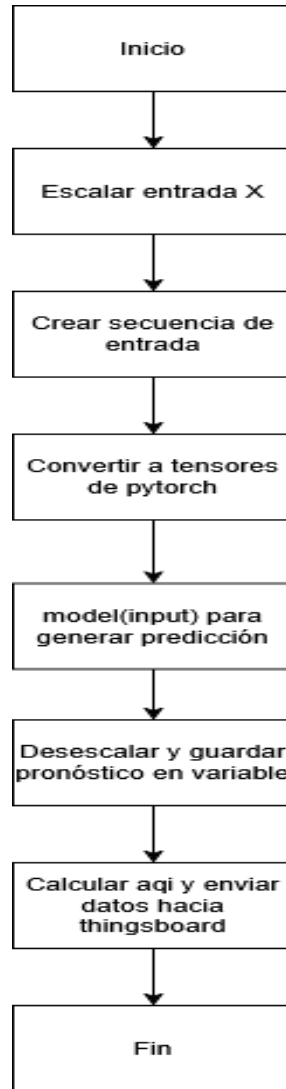 Inicio
Escalar entrada X
Crear secuencia de
entrada
Convertir a tensores
de pytorch
model(input) para
generar predicción
Desescalar y guardar
pronóstico en variable
Calcular aqi y enviar
datos hacia
thingsboard
Fin